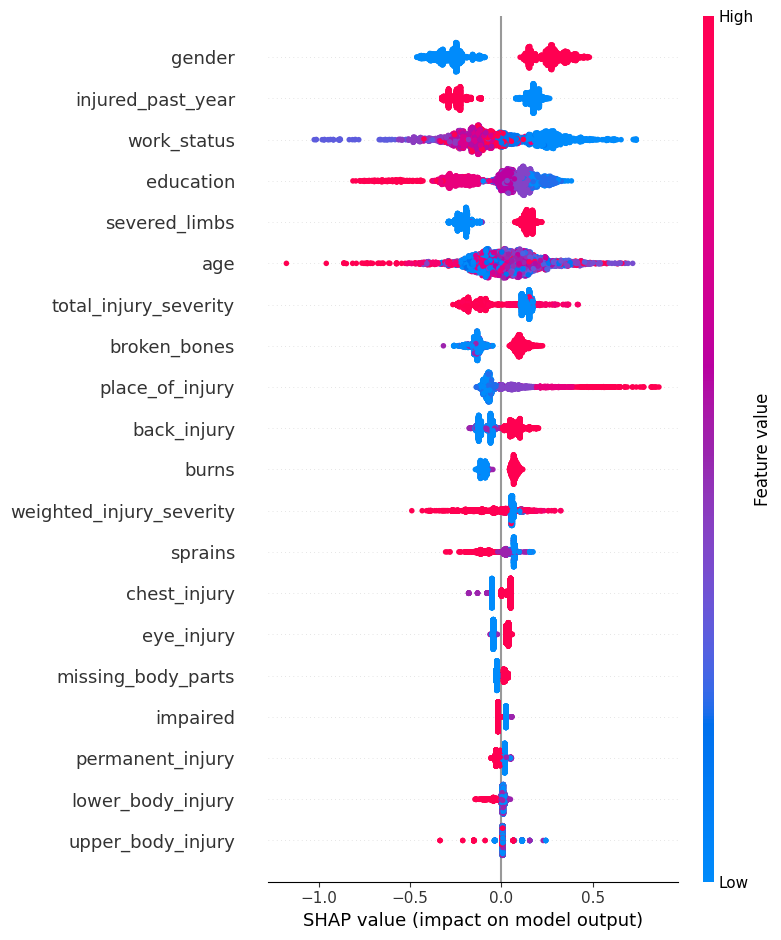 High
gender
injured_past_year
work_status
education
severed_limbs
age
total_injury_severity
broken_bones
place_of_injury
back_injury
burns
weighted_injury_severity
sprains
chest_injury
eye_injury
missing_body_parts
impaired
permanent_injury
lower_body_injury
upper_body_injury
Feature value
Low
−1.0 −0.5 0.0 0.5
SHAP value (impact on model output)